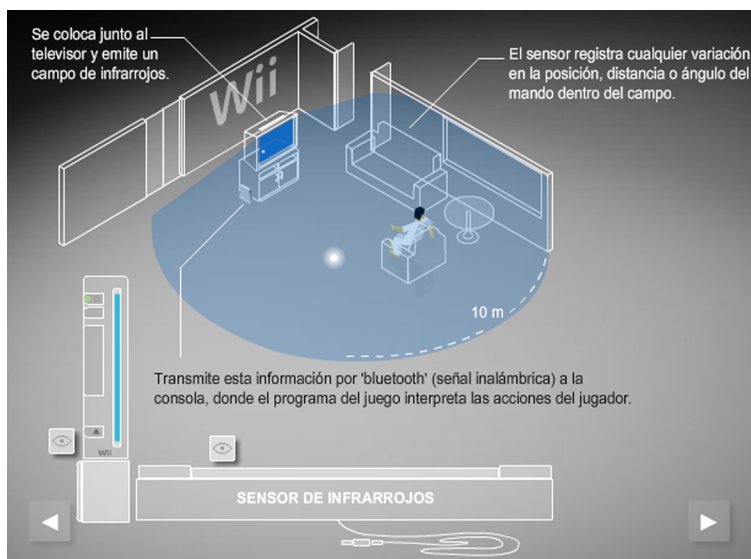 Se coloca junto al
televisor y emite un
campo de infrarrojos.
Wii
El sensor registra cualquier variación
en la posición, distancia o ángulo del
mando dentro del campo.
10 m
Transmite esta información por 'bluetooth' (señal inalámbrica) a la
consola, donde el programa del juego interpreta las acciones del jugador.
Wii
SENSOR DE INFRARROJOS